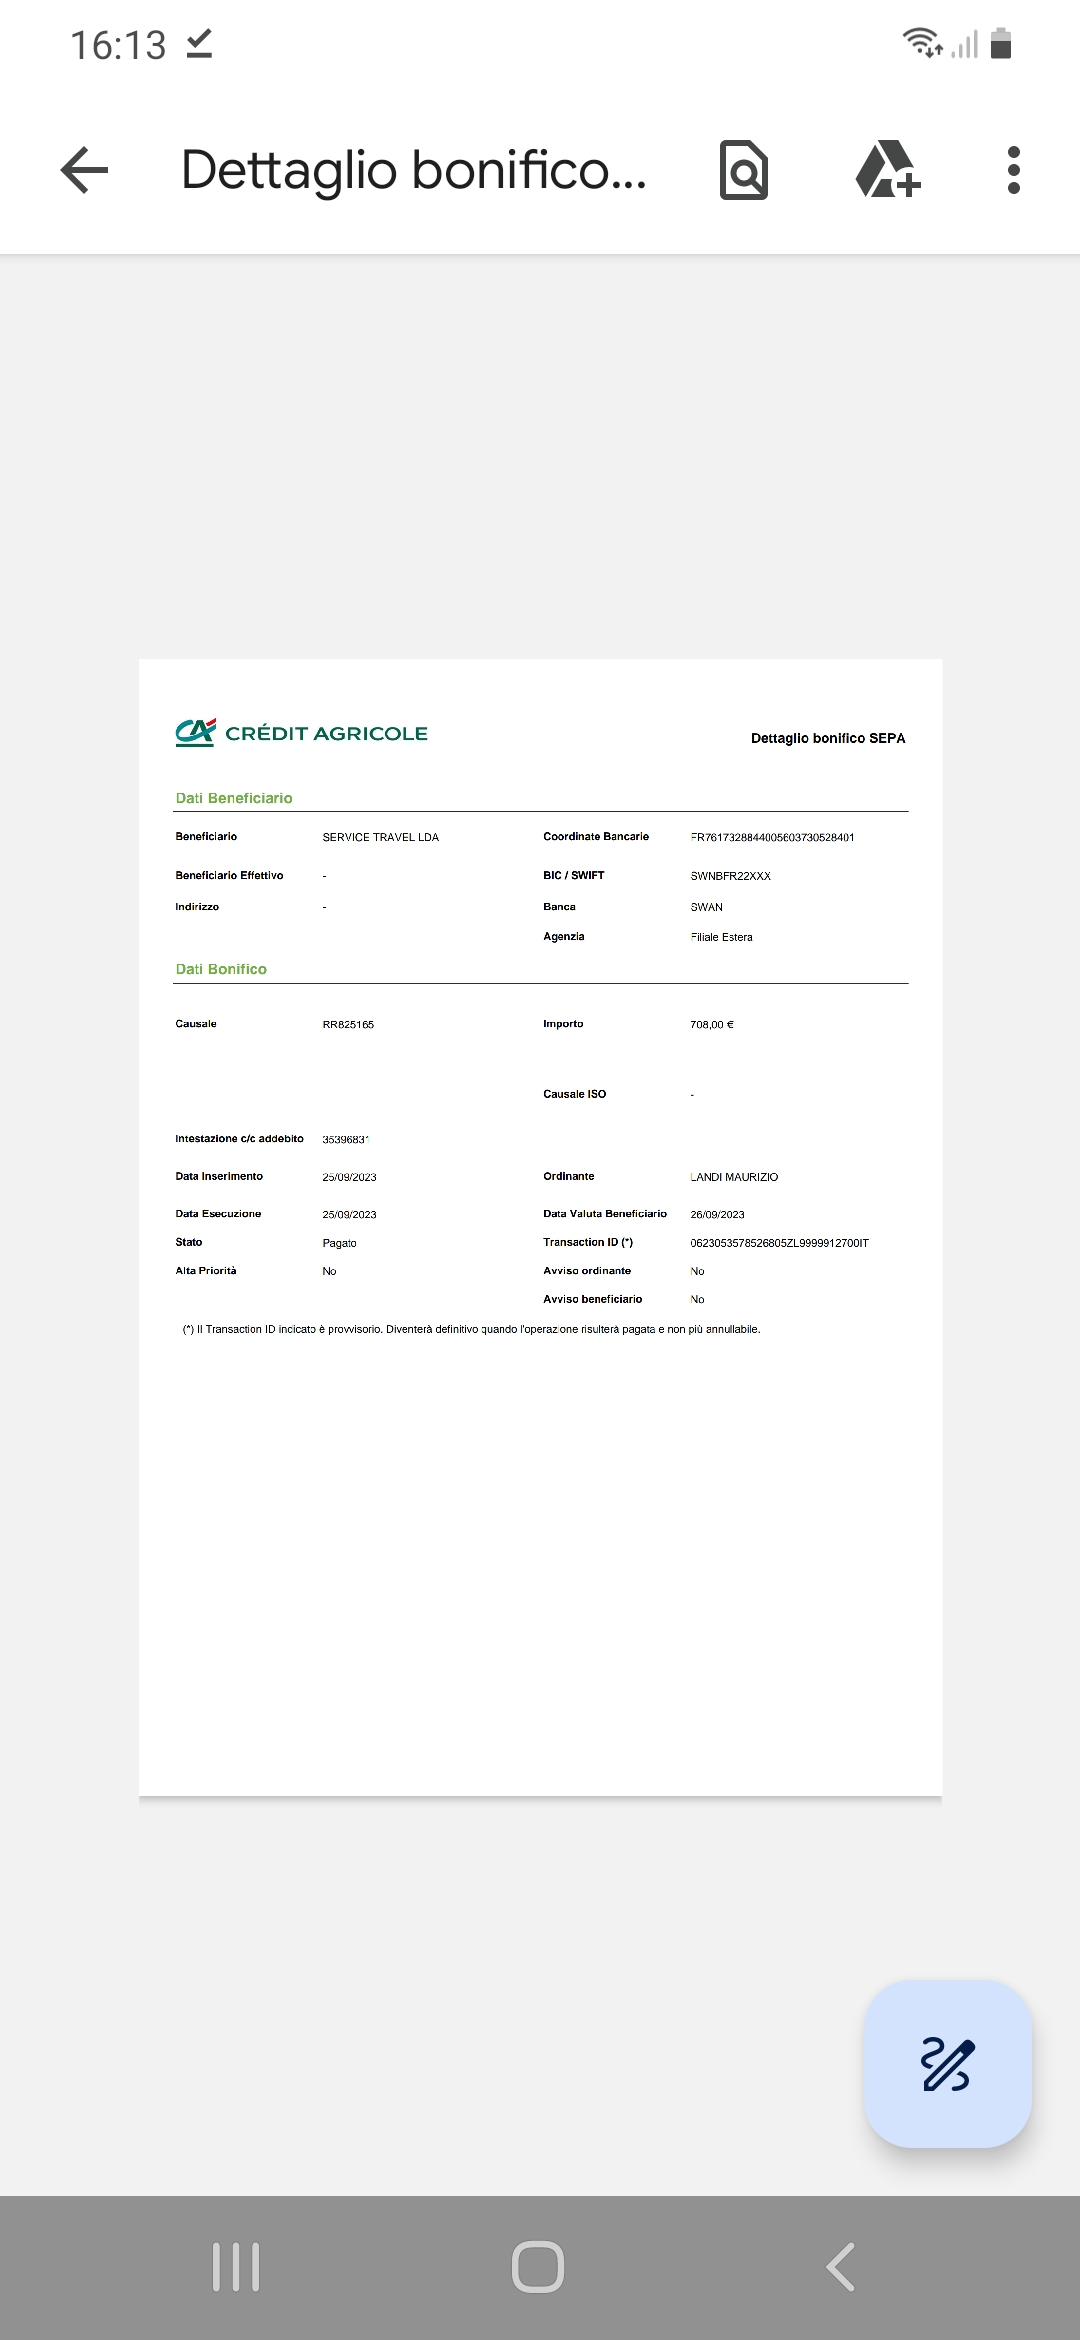 16:13
Dettaglio bonifico...
CRÉDIT AGRICOLE
Dettaglio bonifico SEPA
Dati Beneficiario
Beneficiario SERVICE TRAVEL LDA Coordinate Bancarie FR7617328844005603730528401
Beneficiario Effettivo - BIC / SWIFT SWNBFR22XXX
Indirizzo - Banca SWAN
Agenzia Filiale Estera
Dati Bonifico
Causale RR825165 Importo 708,00 €
Causale ISO -
Intestazione c/c addebito 35396831
Data Inserimento 25/09/2023 Ordinante LANDI MAURIZIO
Data Esecuzione 25/09/2023 Data Valuta Beneficiario 26/09/2023
Stato Pagato Transaction ID (*) 0623053578526805ZL9999912700IT
Alta Priorità No Avviso ordinante No
Avviso beneficiario No
(*) Il Transaction ID indicato è provvisorio. Diventerà definitivo quando l'operazione risulterà pagata e non più annullabile.